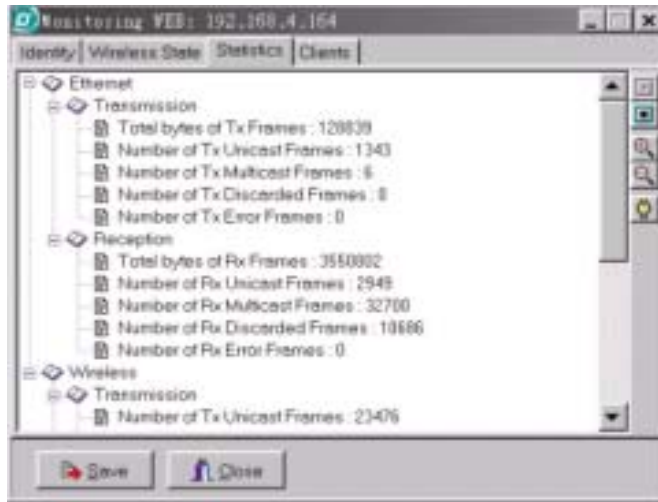 Monitoring WEB: 192.168.4.164
Identity Wireless State Statistics Clients
Ethernet
Transmission
Total bytes of Tx Frames : 128839
Number of Tx Unicast Frames : 1343
Number of Tx Multicast Frames : 6
Number of Tx Discarded Frames : 0
Number of Tx Error Frames : 0
Reception
Total bytes of Rx Frames : 3550802
Number of Rx Unicast Frames : 2949
Number of Rx Multicast Frames : 32700
Number of Rx Discarded Frames : 10686
Number of Rx Error Frames : 0
Wireless
Transmission
Number of Tx Unicast Frames : 23476
Save Close